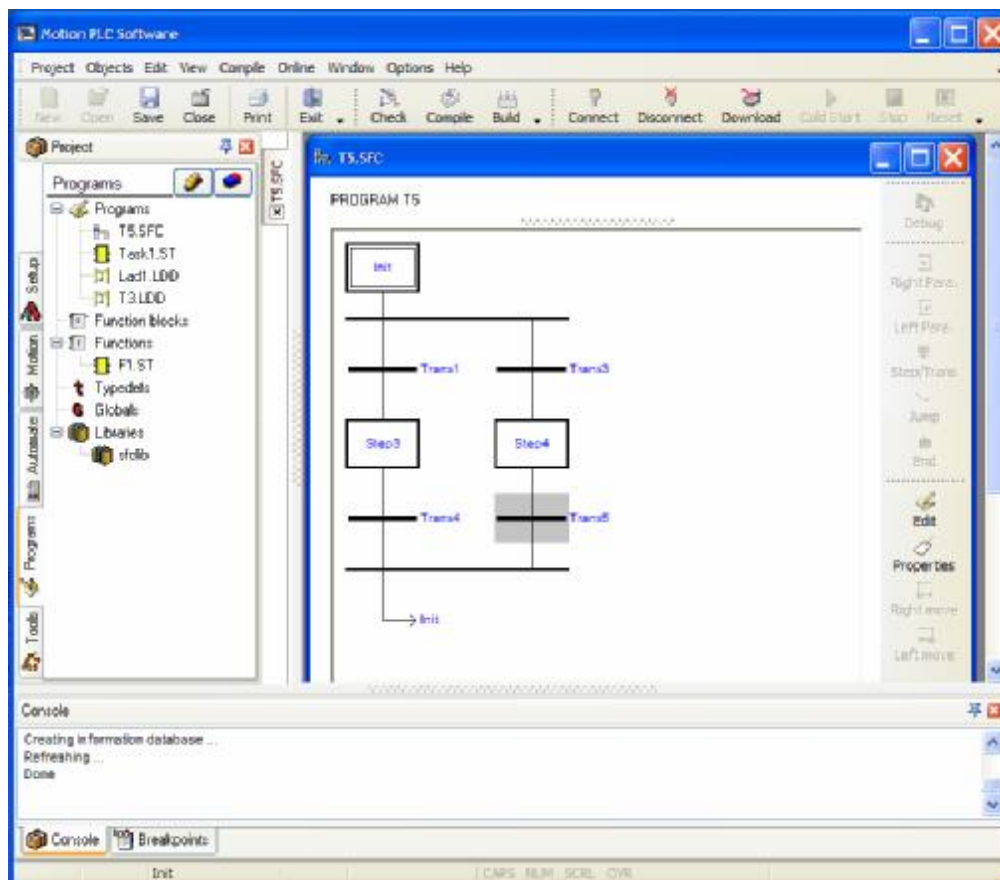 Motion PLC Software
Project Objects Edit View Compile Online Window Options Help
New Open Save Close Print Exit Check Compile Build Connect Disconnect Download Cold Start Stop Reset
Project
Programs
Programs
T5.SFC
Task1.ST
Lad1.LDD
T3.LDD
Function blocks
Functions
F1.ST
Typedefs
Globals
Libraries
sfclib
Setup
Motion
Automate
Programs
Tools
T5.SFC
T5.SFC
PROGRAM T5
Init
Trans1
Trans3
Step3
Step4
Trans4
Trans5
Init
Debug
Right Para.
Left Para.
Step/Trans
Jump
End
Edit
Properties
Right move
Left move
Console
Creating information database ...
Refreshing ...
Done
Console
Breakpoints
Init
CAPS NUM SCRL OVR